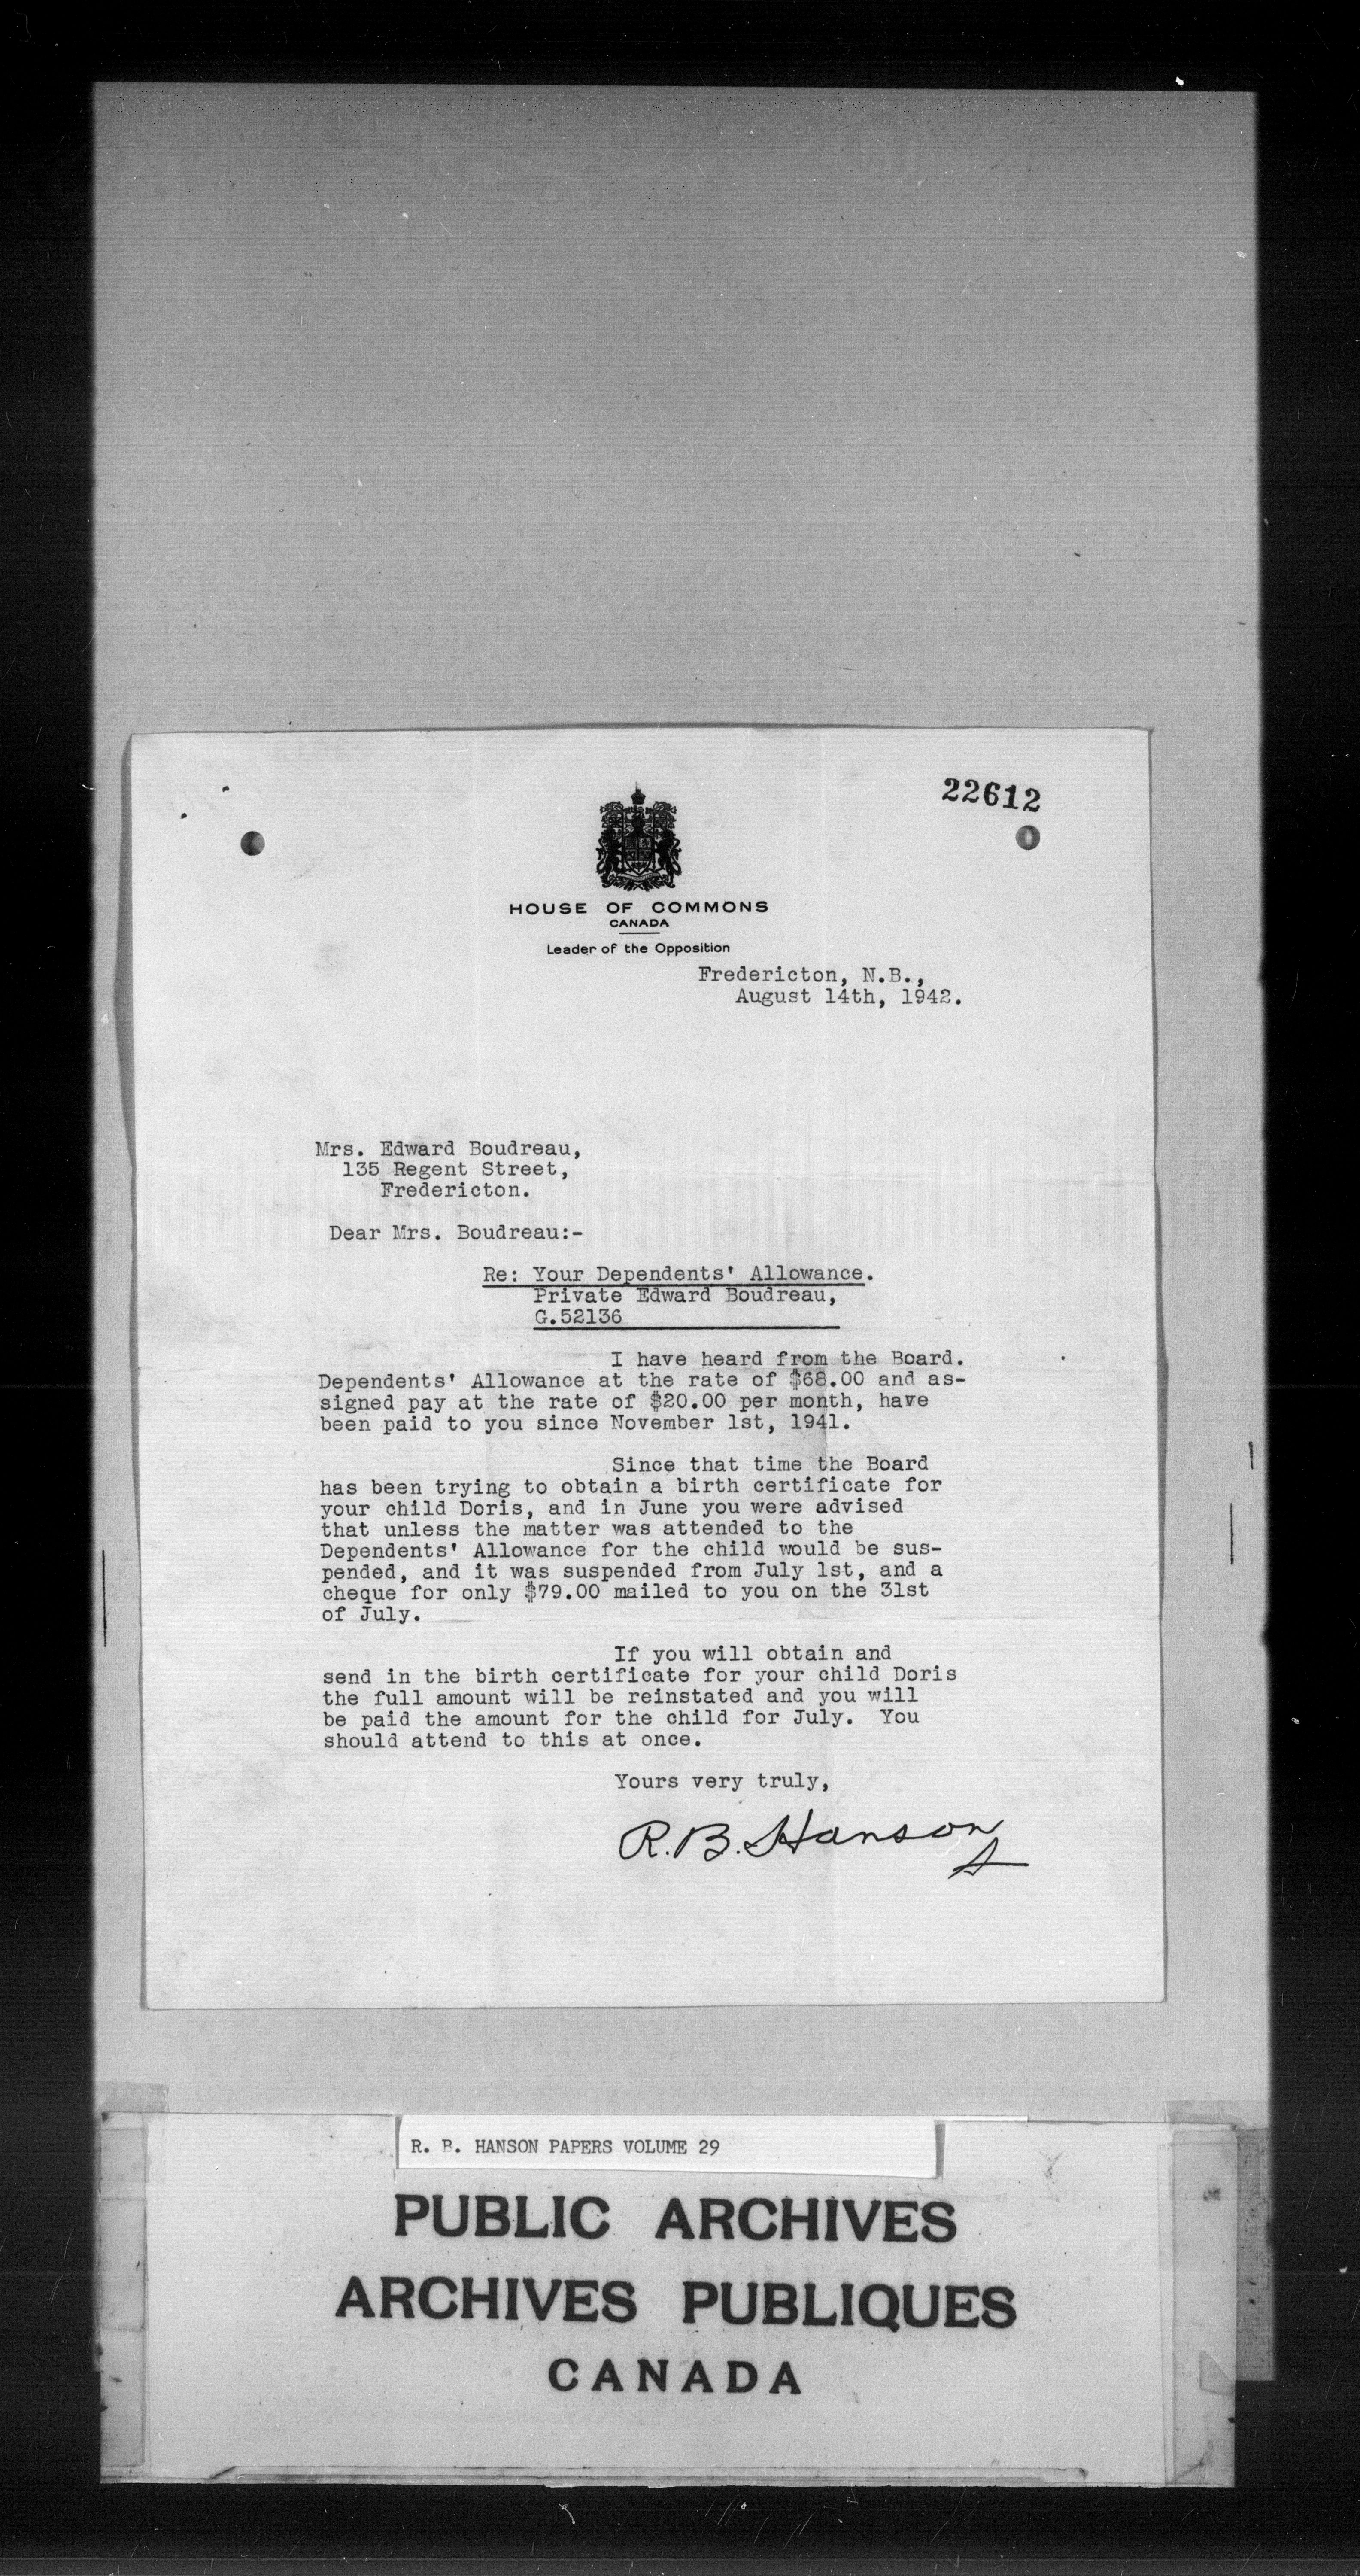 22612
HOUSE OF COMMONS
CANADA
Leader of the Opposition
Fredericton, N.B.,
August 14th, 1942.
Mrs. Edward Boudreau,
135 Regent Street,
Fredericton.
Dear Mrs. Boudreau:-
Re: Your Dependents' Allowance.
Private Edward Boudreau,
G.52136
I have heard from the Board.
Dependents' Allowance at the rate of $68.00 and as-
signed pay at the rate of $20.00 per month, have
been paid to you since November 1st, 1941.
Since that time the Board
has been trying to obtain a birth certificate for
your child Doris, and in June you were advised
that unless the matter was attended to the
Dependents' Allowance for the child would be sus-
pended, and it was suspended from July 1st, and a
cheque for only $79.00 mailed to you on the 31st
of July.
If you will obtain and
send in the birth certificate for your child Doris
the full amount will be reinstated and you will
be paid the amount for the child for July. You
should attend to this at once.
Yours very truly,
R.B. Hanson
R. B. HANSON PAPERS VOLUME 29
PUBLIC ARCHIVES
ARCHIVES PUBLIQUES
CANADA